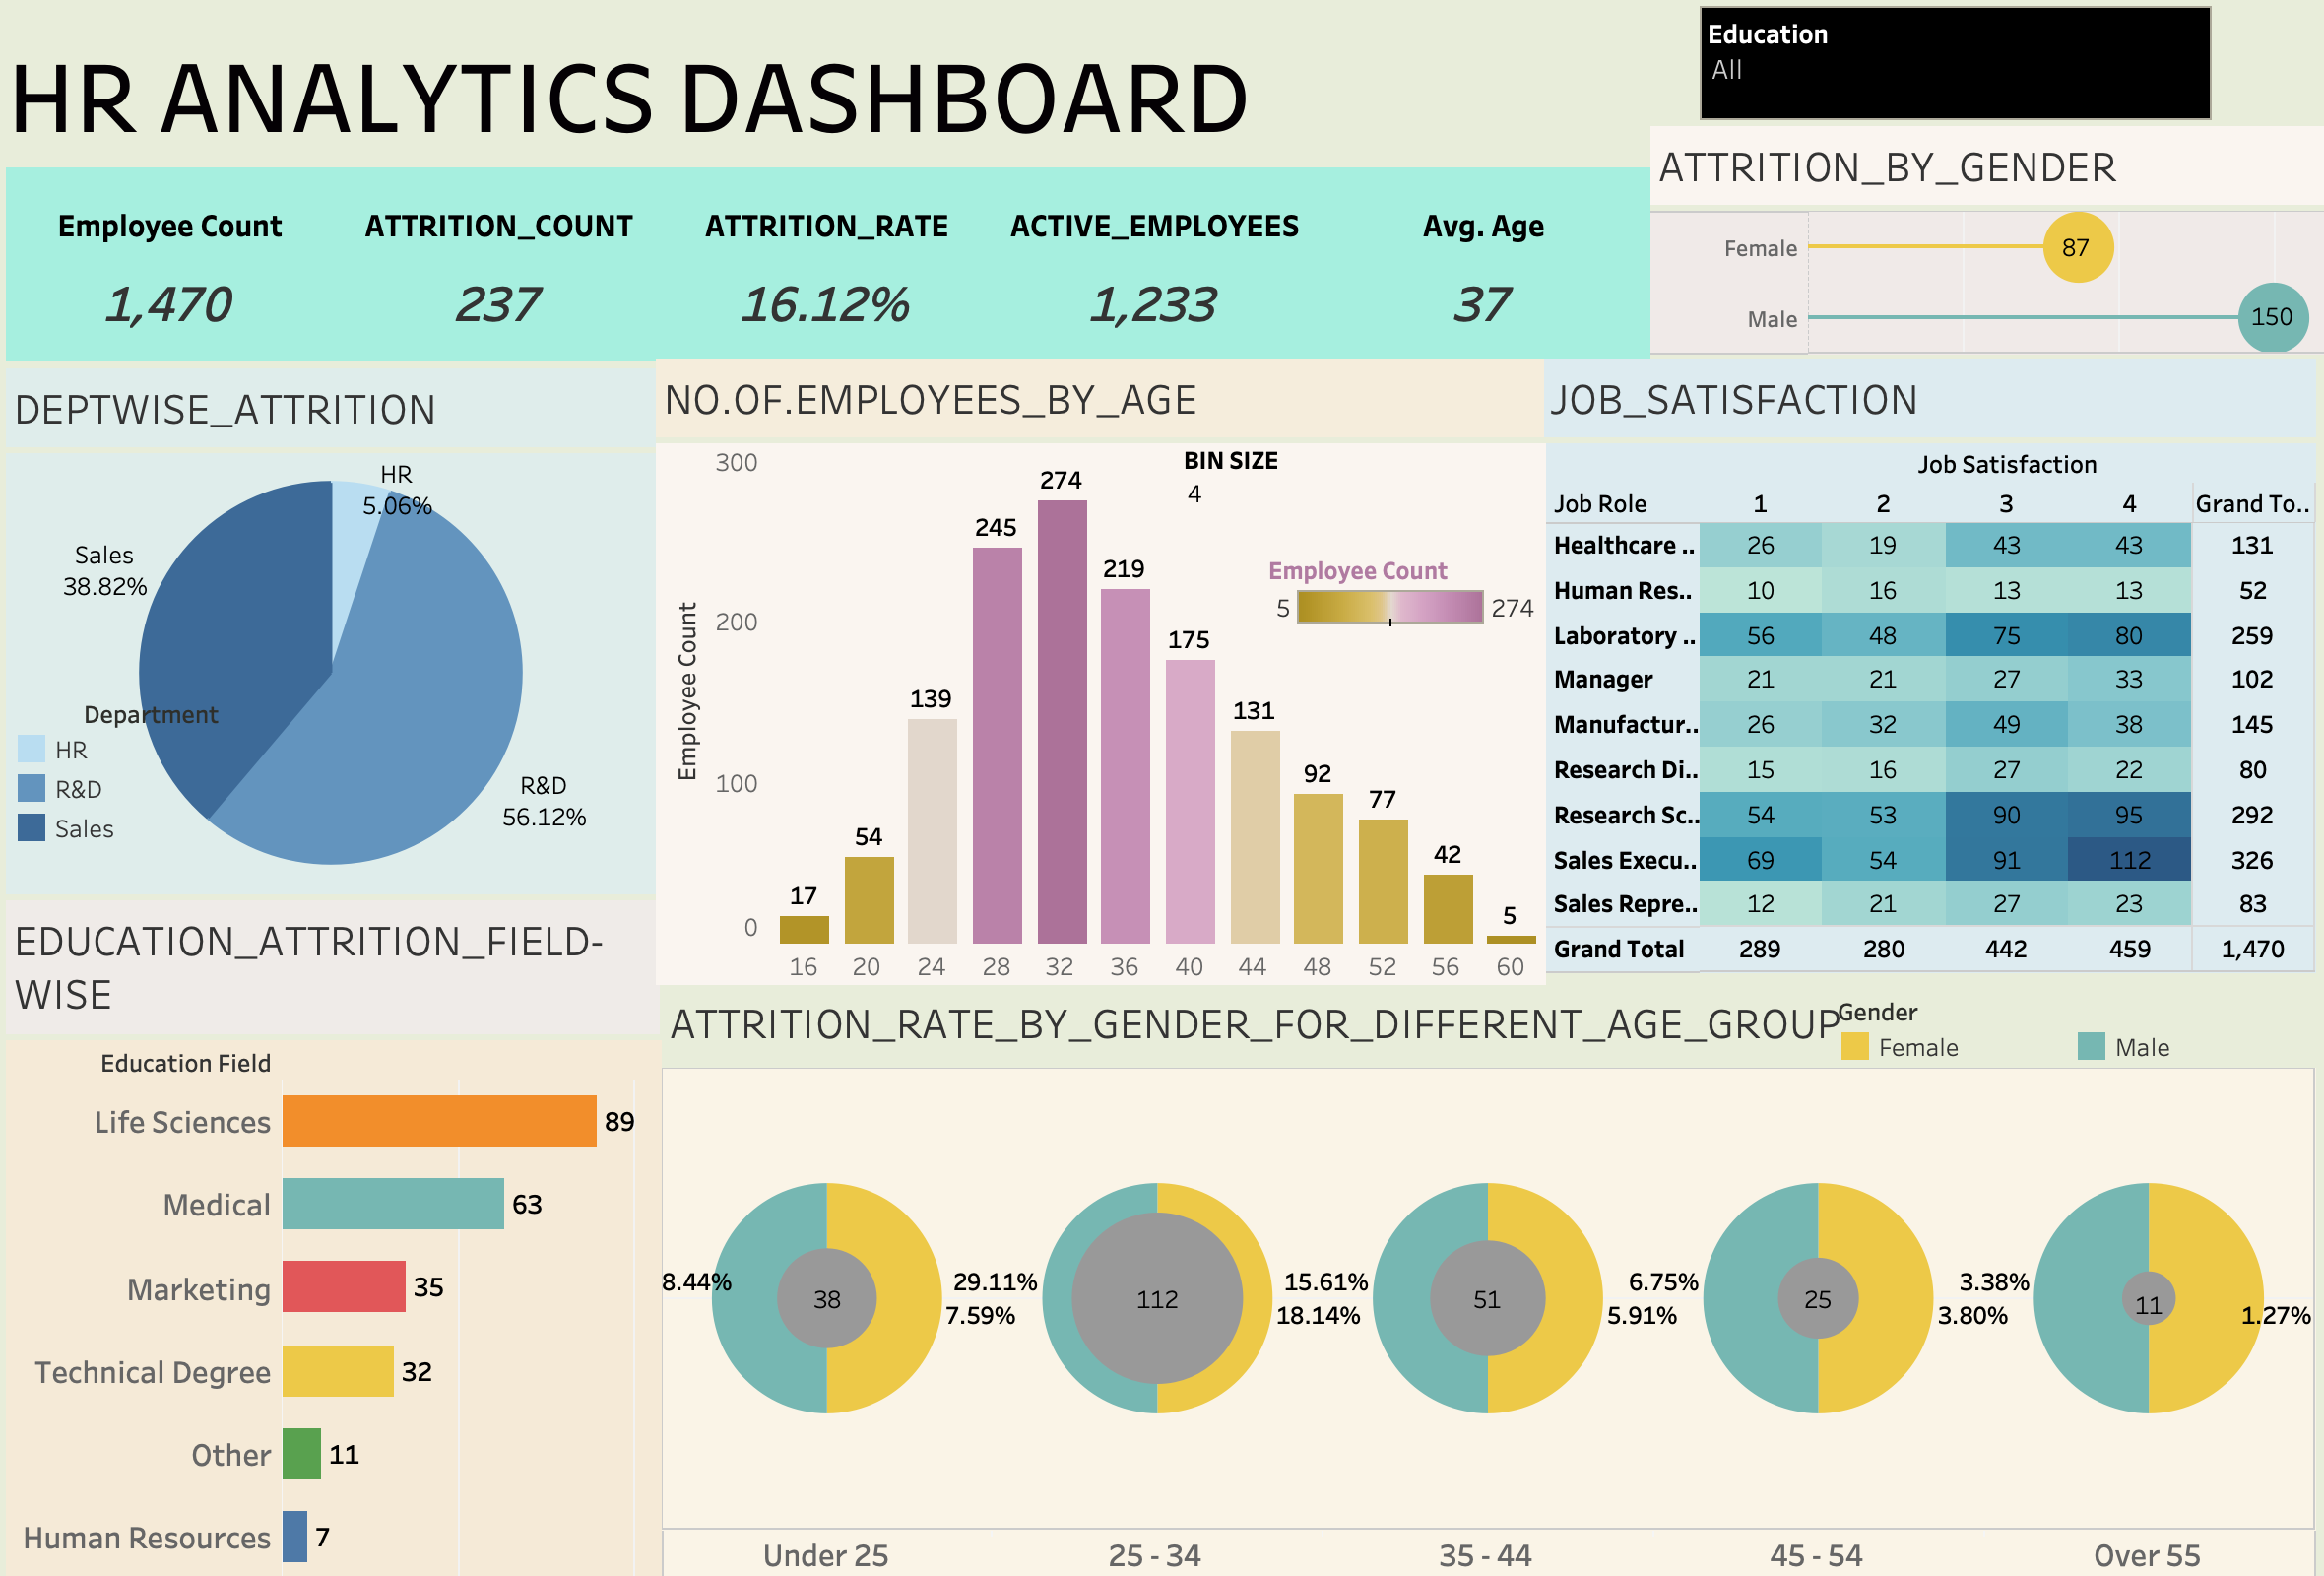 HR ANALYTICS DASHBOARD
Education
All
Employee Count
1,470
ATTRITION_COUNT
237
ATTRITION_RATE
16.12%
ACTIVE_EMPLOYEES
1,233
Avg. Age
37
ATTRITION_BY_GENDER
Female 87
Male 150
DEPTWISE_ATTRITION
HR
5.06%
Sales
38.82%
R&D
56.12%
Department
HR
R&D
Sales
NO.OF.EMPLOYEES_BY_AGE
BIN SIZE
4
Employee Count
5 274
Employee Count
300
200
100
0
17 54 139 245 274 219 175 131 92 77 42 5
16 20 24 28 32 36 40 44 48 52 56 60
JOB_SATISFACTION
Job Satisfaction
Job Role 1 2 3 4 Grand To..
Healthcare .. 26 19 43 43 131
Human Res.. 10 16 13 13 52
Laboratory .. 56 48 75 80 259
Manager 21 21 27 33 102
Manufactur.. 26 32 49 38 145
Research Di.. 15 16 27 22 80
Research Sc.. 54 53 90 95 292
Sales Execu.. 69 54 91 112 326
Sales Repre.. 12 21 27 23 83
Grand Total 289 280 442 459 1,470
EDUCATION_ATTRITION_FIELD-
WISE
Education Field
Life Sciences 89
Medical 63
Marketing 35
Technical Degree 32
Other 11
Human Resources 7
ATTRITION_RATE_BY_GENDER_FOR_DIFFERENT_AGE_GROUP
Gender
Female Male
8.44% 38 7.59%
29.11% 112 18.14%
15.61% 51 5.91%
6.75% 25 3.80%
3.38% 11 1.27%
Under 25 25 - 34 35 - 44 45 - 54 Over 55